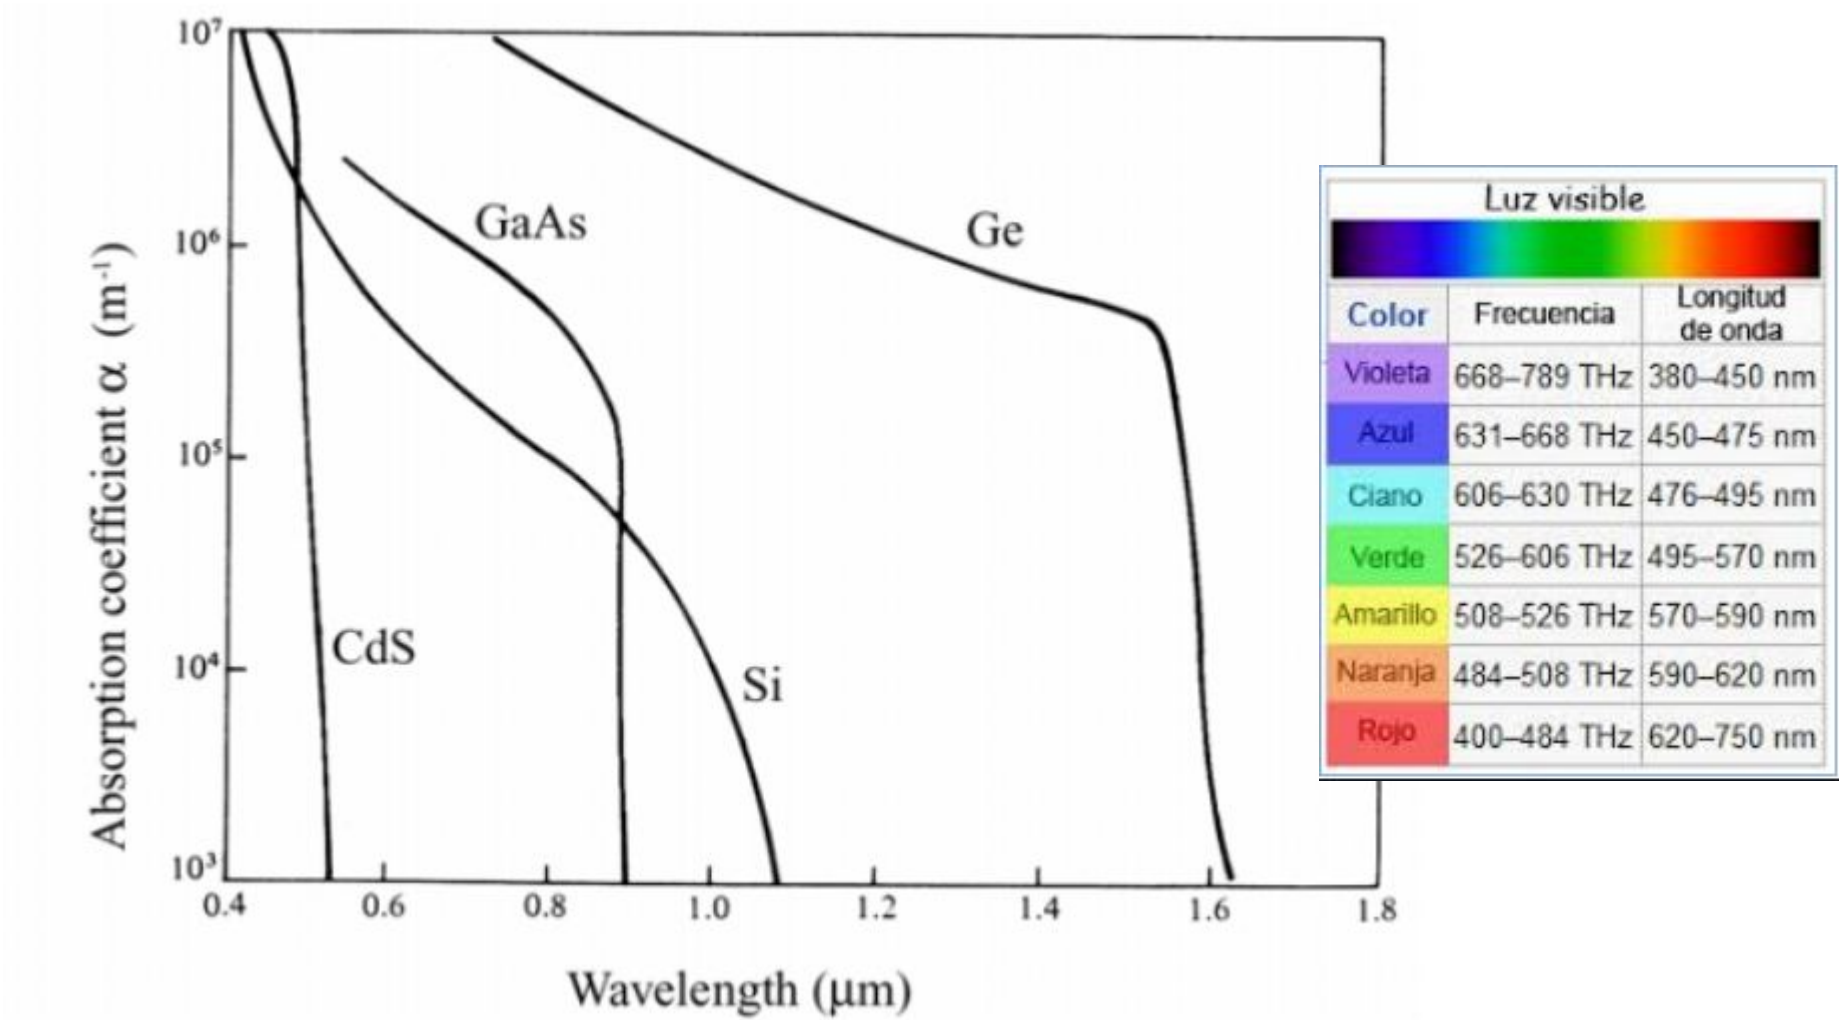 10⁷
10⁶
10⁵
10⁴
10³
Absorption coefficient α (m⁻¹)
GaAs
Ge
CdS
Si
0.4 0.6 0.8 1.0 1.2 1.4 1.6 1.8
Wavelength (μm)
Luz visible
Color Frecuencia Longitud
de onda
Violeta 668–789 THz 380–450 nm
Azul 631–668 THz 450–475 nm
Ciano 606–630 THz 476–495 nm
Verde 526–606 THz 495–570 nm
Amarillo 508–526 THz 570–590 nm
Naranja 484–508 THz 590–620 nm
Rojo 400–484 THz 620–750 nm